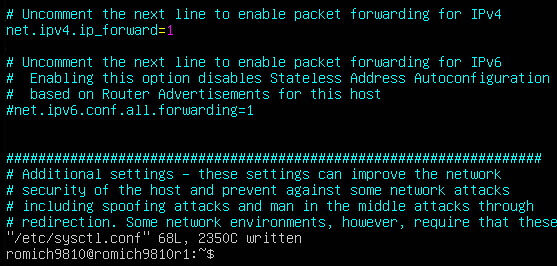 # Uncomment the next line to enable packet forwarding for IPv4
net.ipv4.ip_forward=1
# Uncomment the next line to enable packet forwarding for IPv6
#  Enabling this option disables Stateless Address Autoconfiguration
#  based on Router Advertisements for this host
#net.ipv6.conf.all.forwarding=1
###################################################################
# Additional settings - these settings can improve the network
# security of the host and prevent against some network attacks
# including spoofing attacks and man in the middle attacks through
# redirection. Some network environments, however, require that these
"/etc/sysctl.conf" 68L, 2350C written
romich9810@romich9810r1:~$